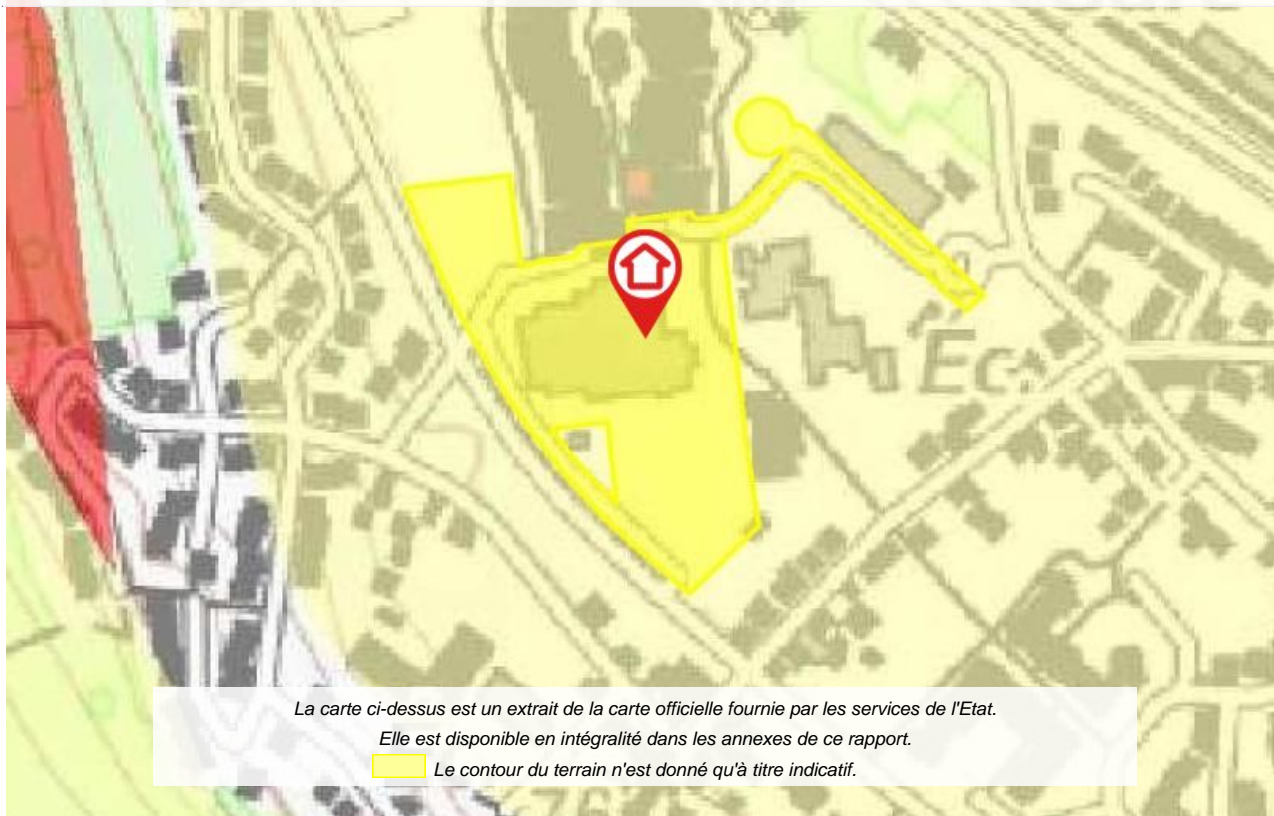 Ec.
La carte ci-dessus est un extrait de la carte officielle fournie par les services de l'Etat.
Elle est disponible en intégralité dans les annexes de ce rapport.
Le contour du terrain n'est donné qu'à titre indicatif.